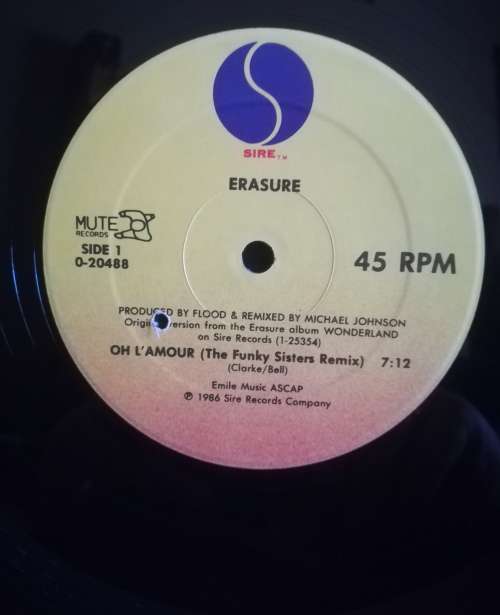 SIRE TM
ERASURE
MUTE
RECORDS
SIDE 1
0-20488
45 RPM
PRODUCED BY FLOOD & REMIXED BY MICHAEL JOHNSON
Original version from the Erasure album WONDERLAND
on Sire Records (1-25354)
OH L'AMOUR (The Funky Sisters Remix) 7:12
(Clarke/Bell)
Emile Music ASCAP
℗ 1986 Sire Records Company